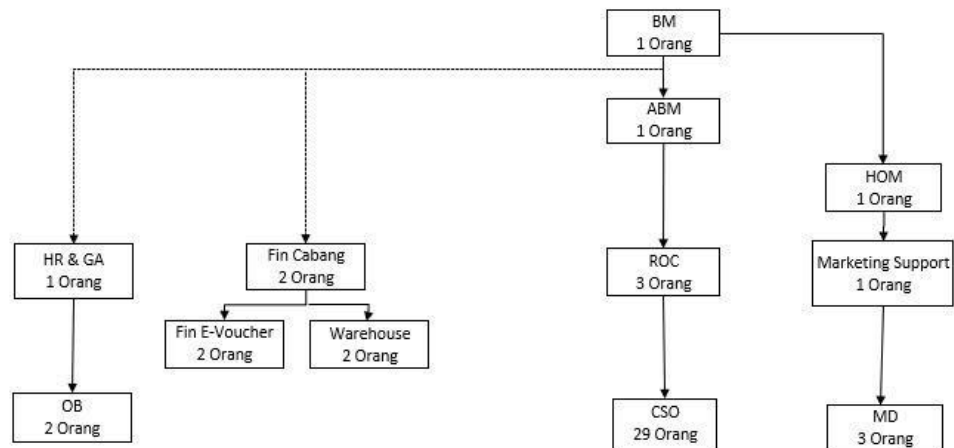 BM
1 Orang
ABM
1 Orang
HOM
1 Orang
HR & GA
1 Orang
Fin Cabang
2 Orang
ROC
3 Orang
Marketing Support
1 Orang
Fin E-Voucher
2 Orang
Warehouse
2 Orang
OB
2 Orang
CSO
29 Orang
MD
3 Orang